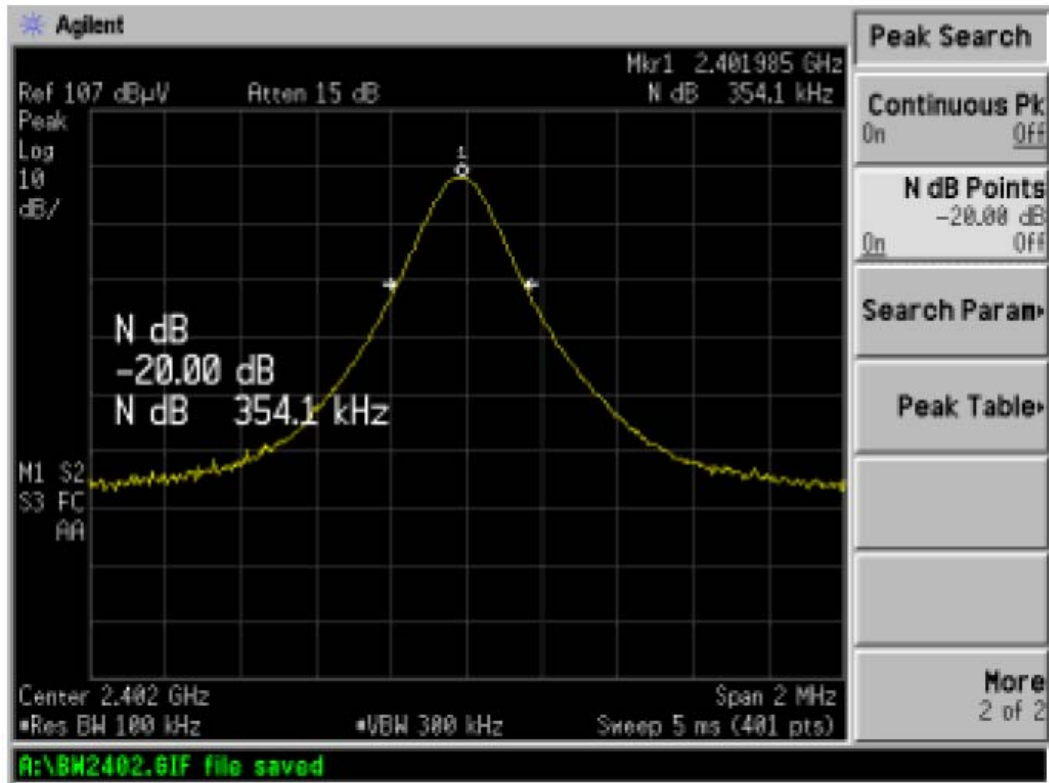 Agilent
Mkr1 2.401985 GHz
Ref 107 dBµV Atten 15 dB N dB 354.1 kHz
Peak
Log
10
dB/
1
N dB
-20.00 dB
N dB 354.1 kHz
M1 S2
S3 FC
AA
Center 2.402 GHz Span 2 MHz
*Res BW 100 kHz *VBW 300 kHz Sweep 5 ms (401 pts)
A:\BW2402.GIF file saved
Peak Search
Continuous Pk
On Off
N dB Points
-20.00 dB
On Off
Search Param
Peak Table
More
2 of 2